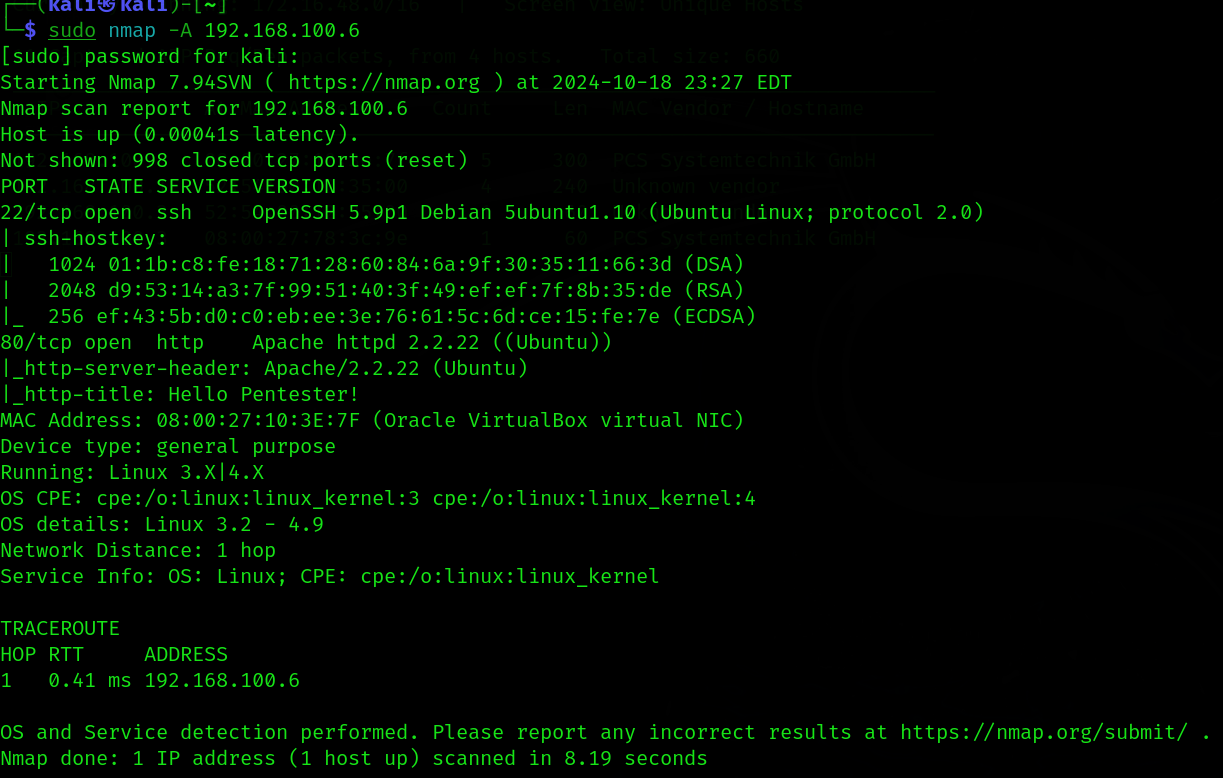 ┌──(kali㉿kali)-[~]
└─$ sudo nmap -A 192.168.100.6
[sudo] password for kali:
Starting Nmap 7.94SVN ( https://nmap.org ) at 2024-10-18 23:27 EDT
Nmap scan report for 192.168.100.6
Host is up (0.00041s latency).
Not shown: 998 closed tcp ports (reset)
PORT   STATE SERVICE VERSION
22/tcp open  ssh     OpenSSH 5.9p1 Debian 5ubuntu1.10 (Ubuntu Linux; protocol 2.0)
| ssh-hostkey:
|   1024 01:1b:c8:fe:18:71:28:60:84:6a:9f:30:35:11:66:3d (DSA)
|   2048 d9:53:14:a3:7f:99:51:40:3f:49:ef:ef:7f:8b:35:de (RSA)
|_  256 ef:43:5b:d0:c0:eb:ee:3e:76:61:5c:6d:ce:15:fe:7e (ECDSA)
80/tcp open  http    Apache httpd 2.2.22 ((Ubuntu))
|_http-server-header: Apache/2.2.22 (Ubuntu)
|_http-title: Hello Pentester!
MAC Address: 08:00:27:10:3E:7F (Oracle VirtualBox virtual NIC)
Device type: general purpose
Running: Linux 3.X|4.X
OS CPE: cpe:/o:linux:linux_kernel:3 cpe:/o:linux:linux_kernel:4
OS details: Linux 3.2 - 4.9
Network Distance: 1 hop
Service Info: OS: Linux; CPE: cpe:/o:linux:linux_kernel

TRACEROUTE
HOP RTT     ADDRESS
1   0.41 ms 192.168.100.6

OS and Service detection performed. Please report any incorrect results at https://nmap.org/submit/ .
Nmap done: 1 IP address (1 host up) scanned in 8.19 seconds